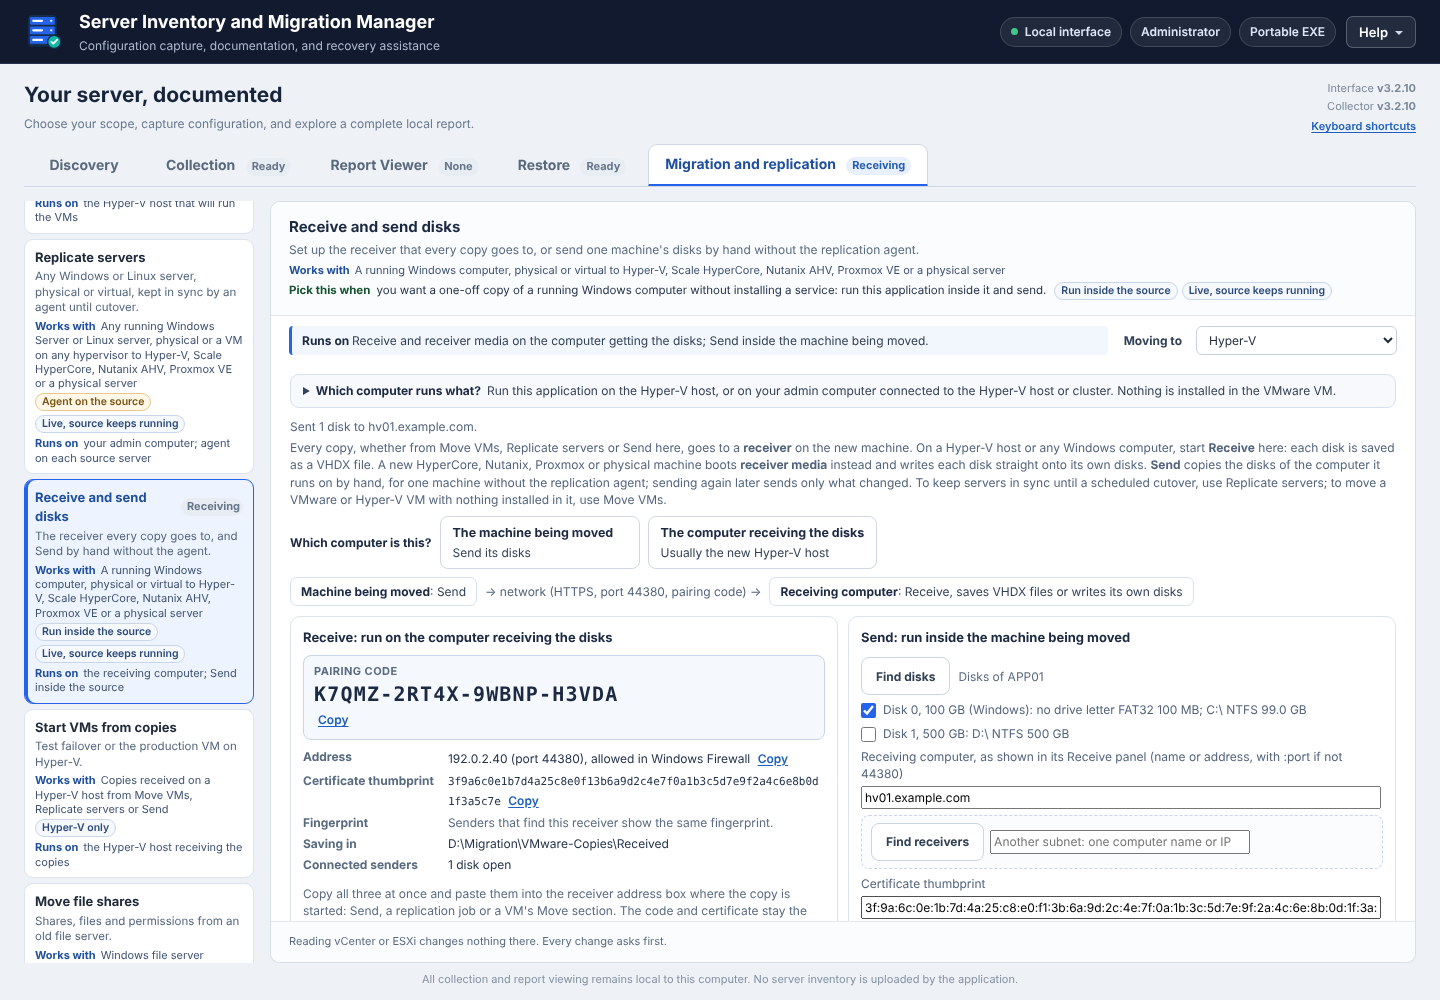 Server Inventory and Migration Manager
Configuration capture, documentation, and recovery assistance
Local interface
Administrator
Portable EXE
Help
Your server, documented
Choose your scope, capture configuration, and explore a complete local report.
Interface v3.2.10
Collector v3.2.10
Keyboard shortcuts
Discovery
Collection Ready
Report Viewer None
Restore Ready
Migration and replication Receiving
Runs on the Hyper-V host that will run
the VMs
Replicate servers
Any Windows or Linux server,
physical or virtual, kept in sync by an
agent until cutover.
Works with Any running Windows
Server or Linux server, physical or a VM
on any hypervisor to Hyper-V, Scale
HyperCore, Nutanix AHV, Proxmox VE
or a physical server
Agent on the source
Live, source keeps running
Runs on your admin computer; agent
on each source server
Receive and send
disks
Receiving
The receiver every copy goes to, and
Send by hand without the agent.
Works with A running Windows
computer, physical or virtual to Hyper-
V, Scale HyperCore, Nutanix AHV,
Proxmox VE or a physical server
Run inside the source
Live, source keeps running
Runs on the receiving computer; Send
inside the source
Start VMs from copies
Test failover or the production VM on
Hyper-V.
Works with Copies received on a
Hyper-V host from Move VMs,
Replicate servers or Send
Hyper-V only
Runs on the Hyper-V host receiving the
copies
Move file shares
Shares, files and permissions from an
old file server.
Works with Windows file server
Receive and send disks
Set up the receiver that every copy goes to, or send one machine's disks by hand without the replication agent.
Works with A running Windows computer, physical or virtual to Hyper-V, Scale HyperCore, Nutanix AHV, Proxmox VE or a physical server
Pick this when you want a one-off copy of a running Windows computer without installing a service: run this application inside it and send. Run inside the source Live, source keeps running
Runs on Receive and receiver media on the computer getting the disks; Send inside the machine being moved.
Moving to Hyper-V
Which computer runs what? Run this application on the Hyper-V host, or on your admin computer connected to the Hyper-V host or cluster. Nothing is installed in the VMware VM.
Sent 1 disk to hv01.example.com.
Every copy, whether from Move VMs, Replicate servers or Send here, goes to a receiver on the new machine. On a Hyper-V host or any Windows computer, start Receive here: each disk is saved
as a VHDX file. A new HyperCore, Nutanix, Proxmox or physical machine boots receiver media instead and writes each disk straight onto its own disks. Send copies the disks of the computer it
runs on by hand, for one machine without the replication agent; sending again later sends only what changed. To keep servers in sync until a scheduled cutover, use Replicate servers; to move a
VMware or Hyper-V VM with nothing installed in it, use Move VMs.
Which computer is this?
The machine being moved
Send its disks
The computer receiving the disks
Usually the new Hyper-V host
Machine being moved: Send
→ network (HTTPS, port 44380, pairing code) →
Receiving computer: Receive, saves VHDX files or writes its own disks
Receive: run on the computer receiving the disks
PAIRING CODE
K7QMZ-2RT4X-9WBNP-H3VDA
Copy
Address 192.0.2.40 (port 44380), allowed in Windows Firewall Copy
Certificate thumbprint 3f9a6c0e1b7d4a25c8e0f13b6a9d2c4e7f0a1b3c5d7e9f2a4c6e8b0d
1f3a5c7e Copy
Fingerprint Senders that find this receiver show the same fingerprint.
Saving in D:\Migration\VMware-Copies\Received
Connected senders 1 disk open
Copy all three at once and paste them into the receiver address box where the copy is
started: Send, a replication job or a VM's Move section. The code and certificate stay the
Send: run inside the machine being moved
Find disks Disks of APP01
Disk 0, 100 GB (Windows): no drive letter FAT32 100 MB; C:\ NTFS 99.0 GB
Disk 1, 500 GB: D:\ NTFS 500 GB
Receiving computer, as shown in its Receive panel (name or address, with :port if not
44380)
hv01.example.com
Find receivers Another subnet: one computer name or IP
Certificate thumbprint
3f:9a:6c:0e:1b:7d:4a:25:c8:e0:f1:3b:6a:9d:2c:4e:7f:0a:1b:3c:5d:7e:9f:2a:4c:6e:8b:0d:1f:3a:
Reading vCenter or ESXi changes nothing there. Every change asks first.
All collection and report viewing remains local to this computer. No server inventory is uploaded by the application.